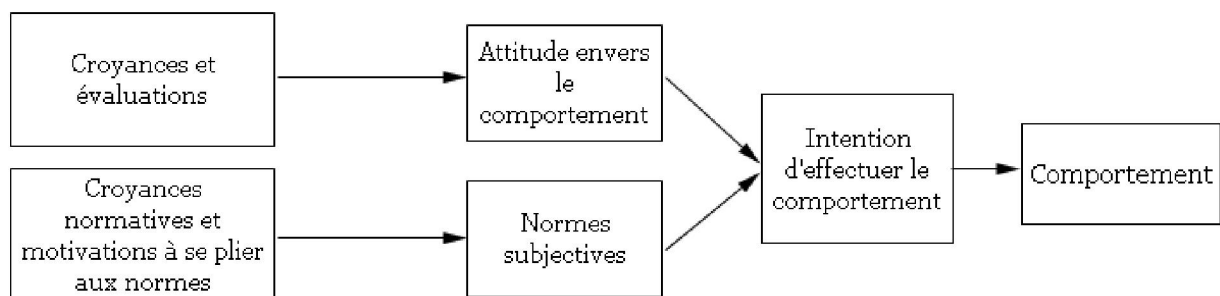 Croyances et
évaluations
Attitude envers
le
comportement
Croyances
normatives et
motivations à se plier
aux normes
Normes
subjectives
Intention
d'effectuer le
comportement
Comportement